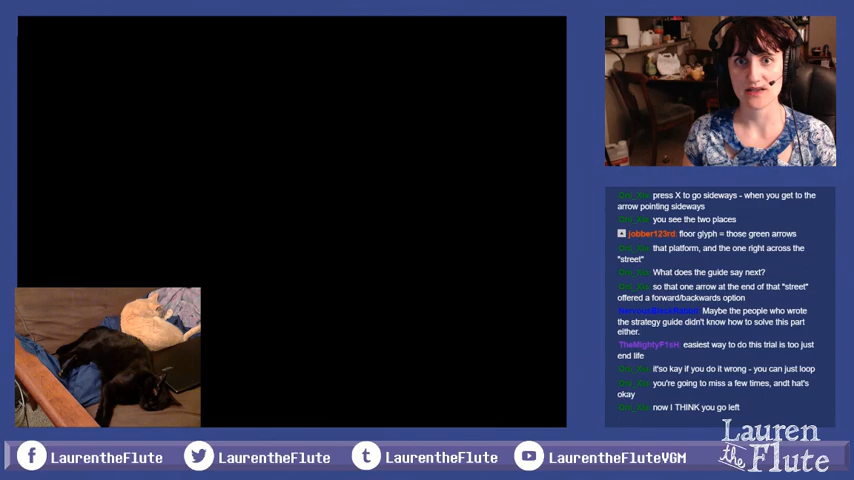 press X to go sideways - when you get to the
arrow pointing sideways
you see the two places
jobber123rd: floor glyph = those green arrows
that platform, and the one right across the
"street"
What does the guide say next?
so that one arrow at the end of that "street"
offered a forward/backwards option
NervousBlackRabbit: Maybe the people who wrote
the strategy guide didn't know how to solve this part
either.
TheMightyF1sH: easiest way to do this trial is too just
end life
it'so kay if you do it wrong - you can just loop
you're going to miss a few times, andt hat's
okay
now I THINK you go left
Lauren
the Flute
LaurentheFlute
LaurentheFlute
LaurentheFlute
LaurentheFluteVGM